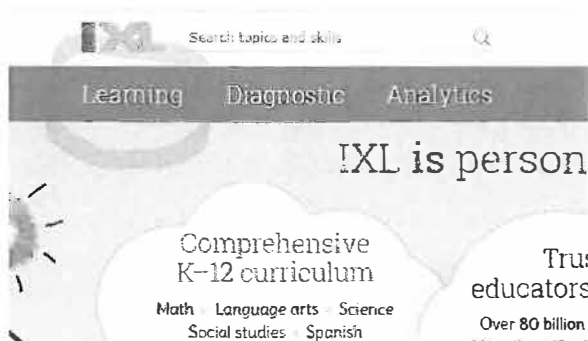 IXL
Search topics and skills
Learning Diagnostic Analytics
IXL is person
Comprehensive
K-12 curriculum
Math Language arts Science
Social studies Spanish
Trus
educators
Over 80 billion